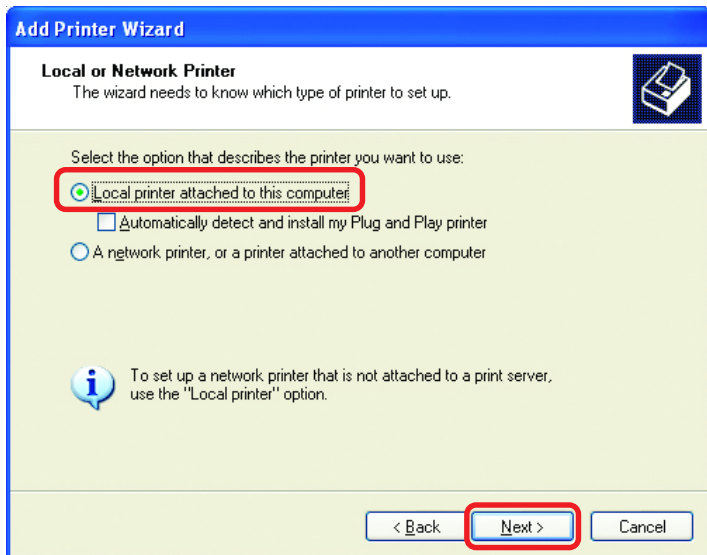 Add Printer Wizard
Local or Network Printer
The wizard needs to know which type of printer to set up.
Select the option that describes the printer you want to use:
Local printer attached to this computer
Automatically detect and install my Plug and Play printer
A network printer, or a printer attached to another computer
To set up a network printer that is not attached to a print server,
use the "Local printer" option.
< Back
Next >
Cancel